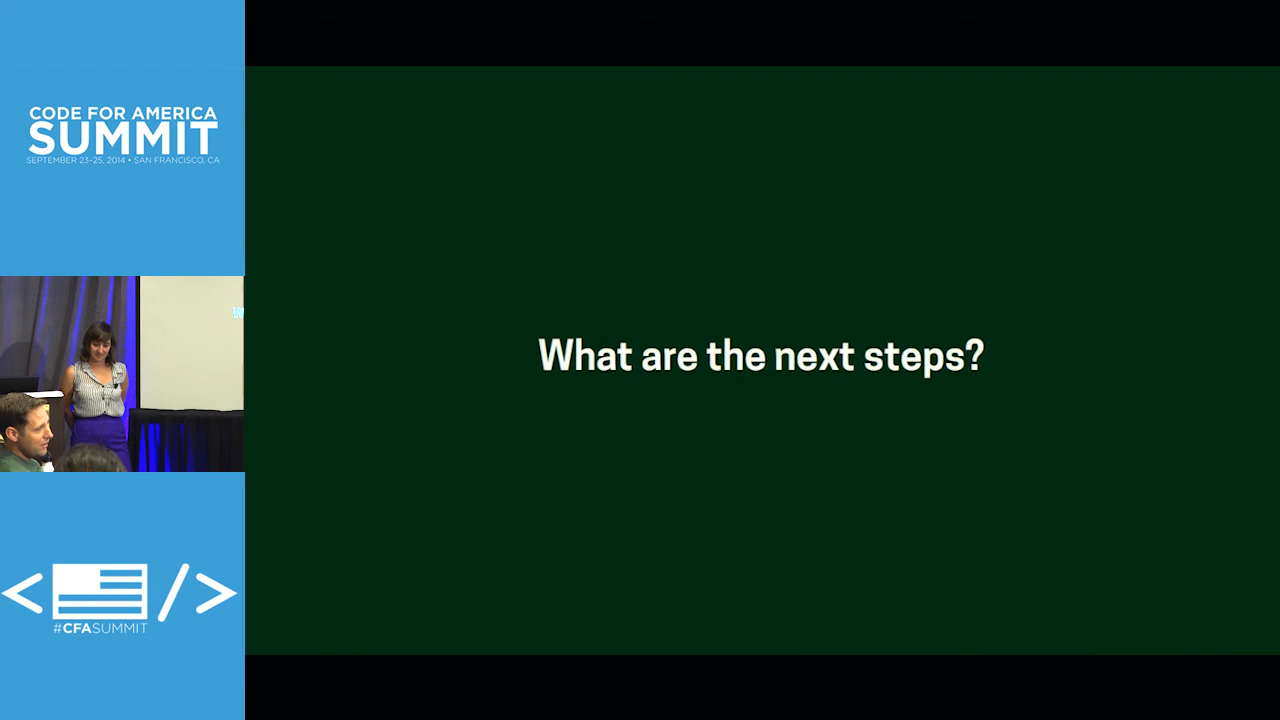 CODE FOR AMERICA
SUMMIT
SEPTEMBER 23-25, 2014 • SAN FRANCISCO, CA
What are the next steps?
#CFASUMMIT